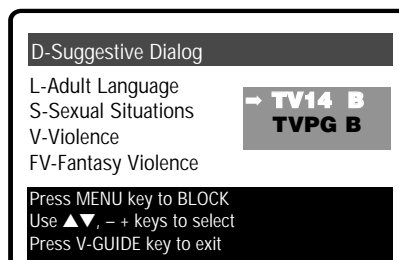 D-Suggestive Dialog
L-Adult Language
S-Sexual Situations
V-Violence
FV-Fantasy Violence
➡ TV14 B
TVPG B
Press MENU key to BLOCK
Use ▲▼, – + keys to select
Press V-GUIDE key to exit